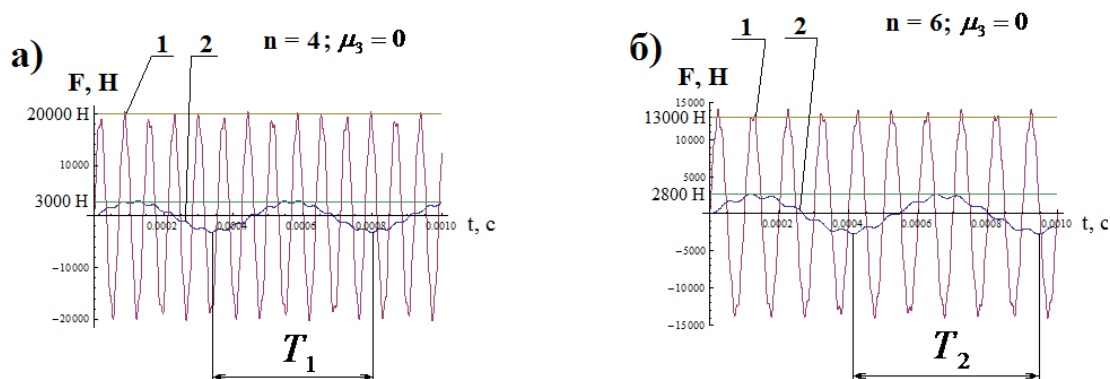 а)
1 2
n = 4; μ₃ = 0
F, H
20000 H
10000
3000 H
0.0002
0.0004
0.0006
0.0008
0.0010
t, c
−10000
−20000
T₁
б)
1 2
n = 6; μ₃ = 0
F, H
15000
13000 H
10000
5000
2800 H
0.0002
0.0004
0.0006
0.0008
0.0010
t, c
−5000
−10000
−15000
T₂